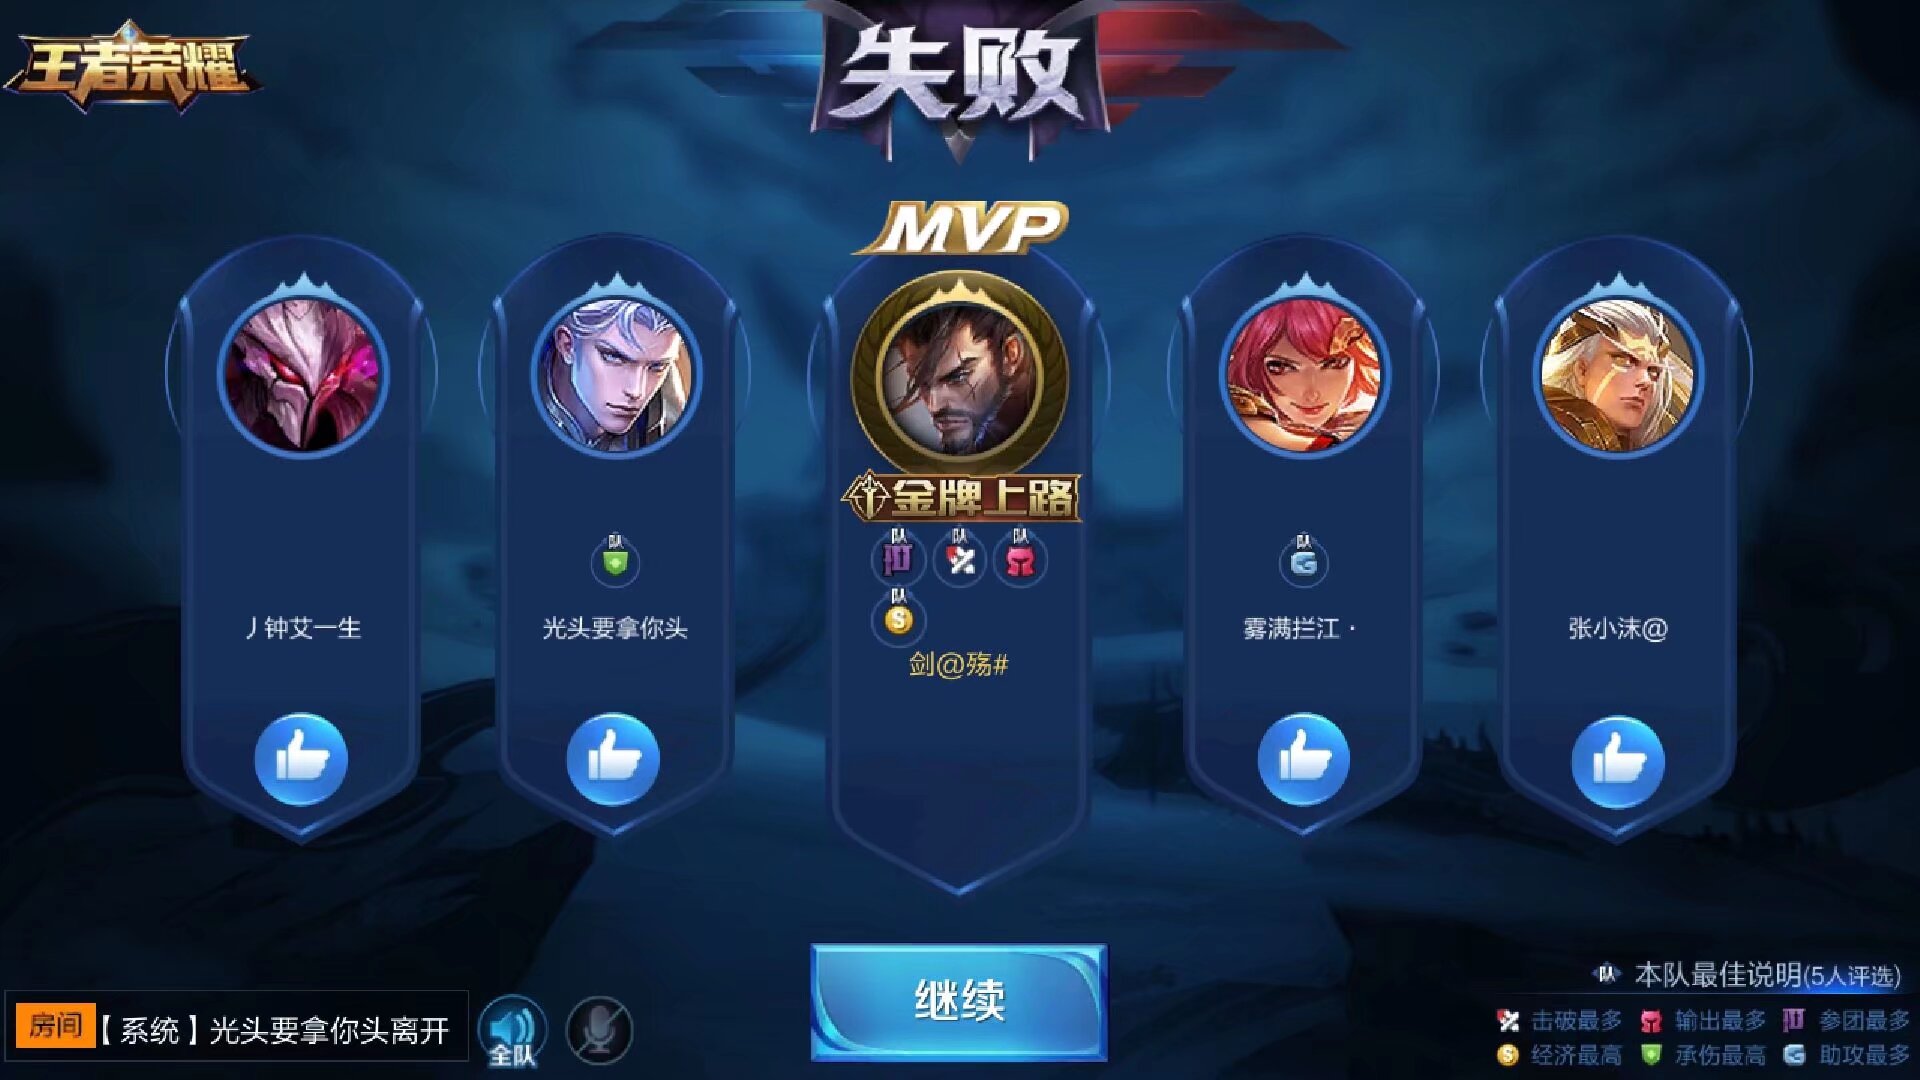 王者荣耀
失败
MVP
金牌上路
队
队 队 队
队
队
丿钟艾一生
光头要拿你头
剑@殇#
雾满拦江·
张小沫@
继续
队 本队最佳说明(5人评选)
击破最多 输出最多 参团最多
经济最高 承伤最高 助攻最多
房间【系统】光头要拿你头离开
全队